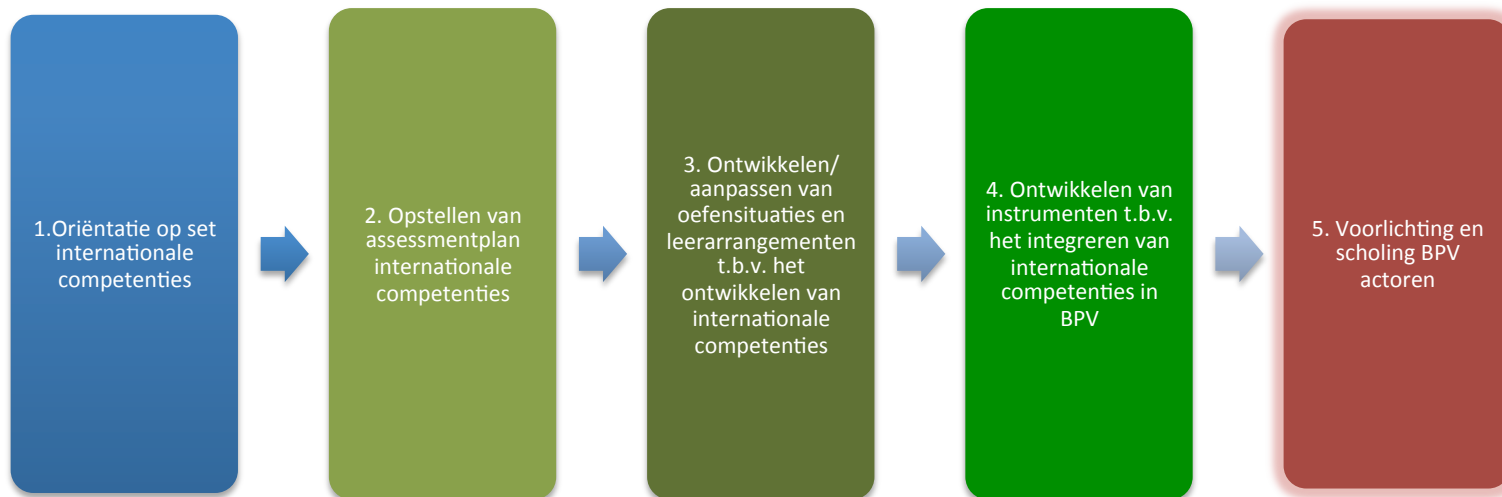 1.Oriëntatie op set
internationale
competenties
2. Opstellen van
assessmentplan
internationale
competenties
3. Ontwikkelen/
aanpassen van
oefensituaties en
leerarrangementen
t.b.v. het
ontwikkelen van
internationale
competenties
4. Ontwikkelen van
instrumenten t.b.v.
het integreren van
internationale
competenties in
BPV
5. Voorlichting en
scholing BPV
actoren